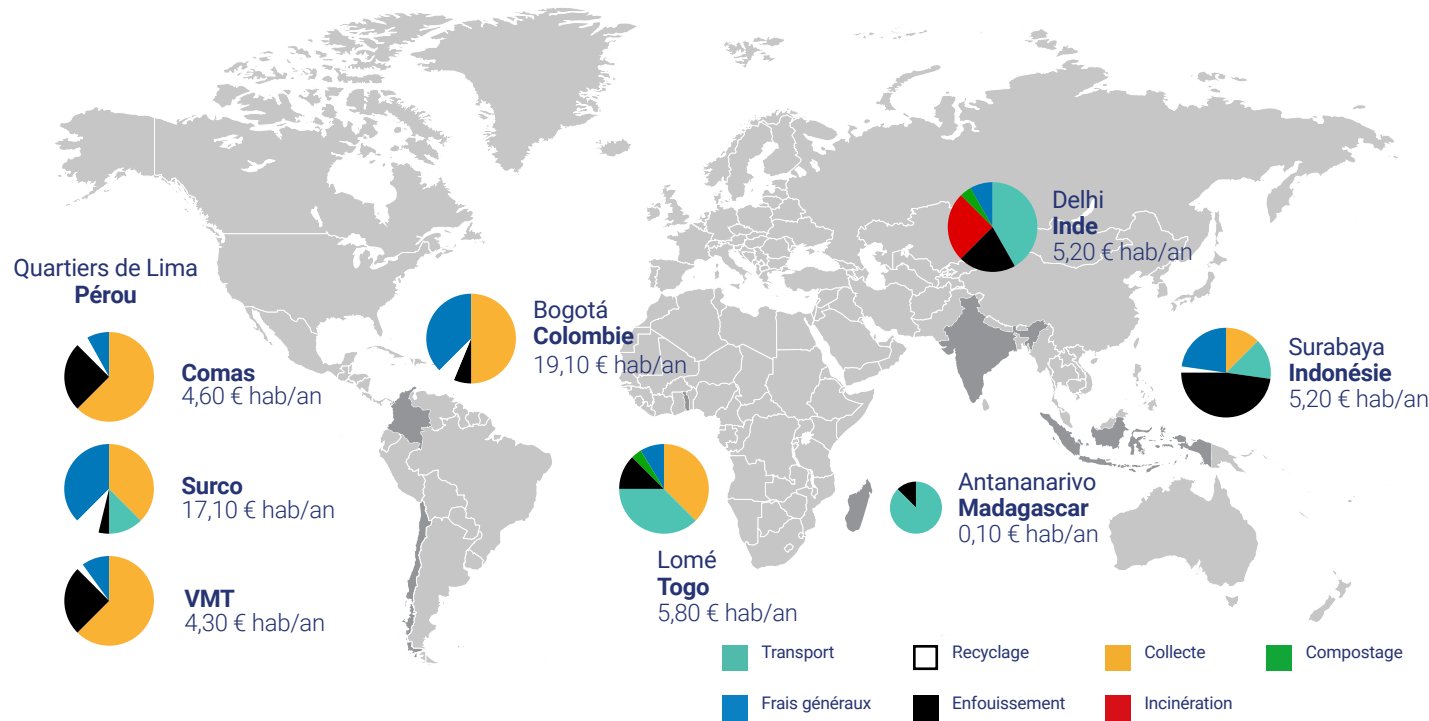 Quartiers de Lima
Pérou
Comas
4,60 € hab/an
Surco
17,10 € hab/an
VMT
4,30 € hab/an
Bogotá
Colombie
19,10 € hab/an
Lomé
Togo
5,80 € hab/an
Delhi
Inde
5,20 € hab/an
Antananarivo
Madagascar
0,10 € hab/an
Surabaya
Indonésie
5,20 € hab/an
Transport
Recyclage
Collecte
Compostage
Frais généraux
Enfouissement
Incinération